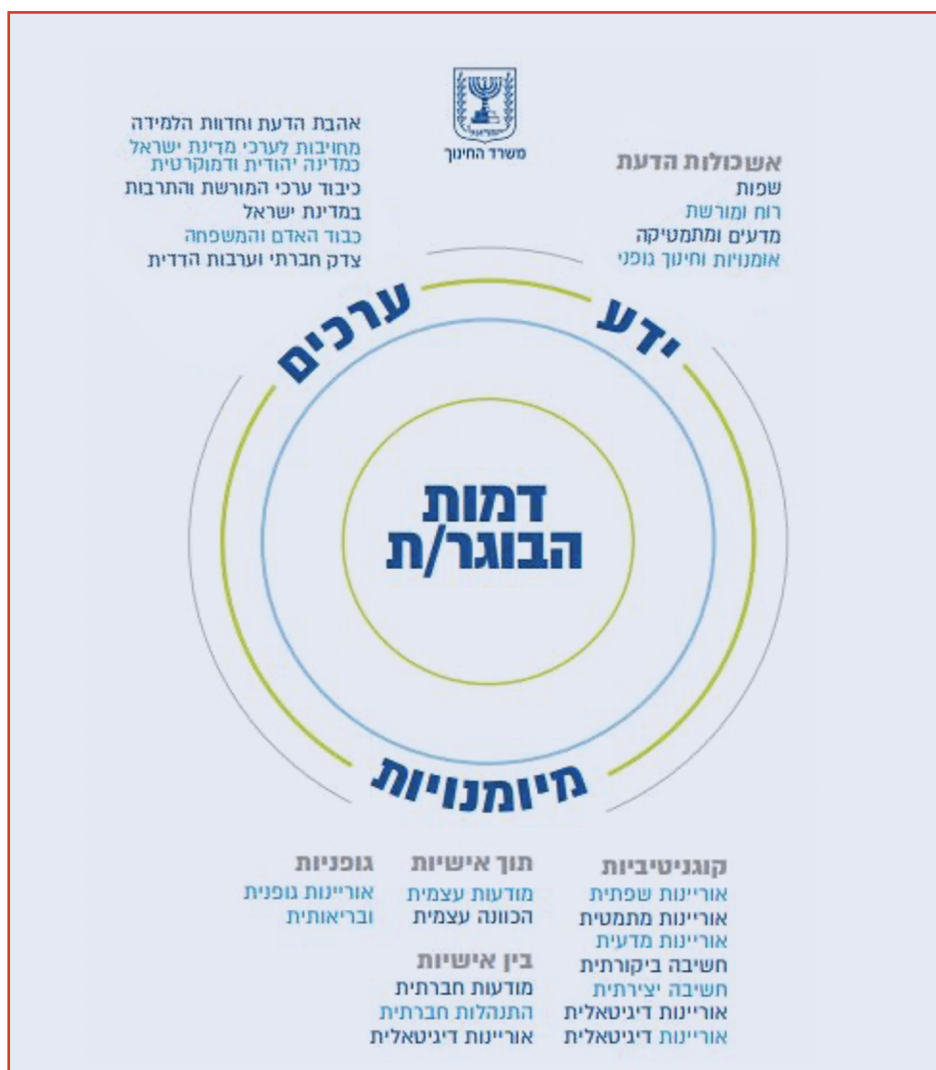 משרד החינוך
אשכולות הדעת
שפות
רוח ומורשת
מדעים ומתמטיקה
אומנויות וחינוך גופני
אהבת הדעת וחדוות הלמידה
מחויבות לערכי מדינת ישראל
כמדינה יהודית ודמוקרטית
כיבוד ערכי המורשת והתרבות
במדינת ישראל
כבוד האדם והמשפחה
צדק חברתי וערבות הדדית
ידע
ערכים
דמות
הבוגר/ת
מיומנויות
קוגניטיביות
אוריינות שפתית
אוריינות מתמטית
אוריינות מדעית
חשיבה ביקורתית
חשיבה יצירתית
אוריינות דיגיטאלית
אוריינות דיגיטאלית
תוך אישיות
מודעות עצמית
הכוונה עצמית
בין אישיות
מודעות חברתית
התנהלות חברתית
אוריינות דיגיטאלית
גופניות
אוריינות גופנית
ובריאותית